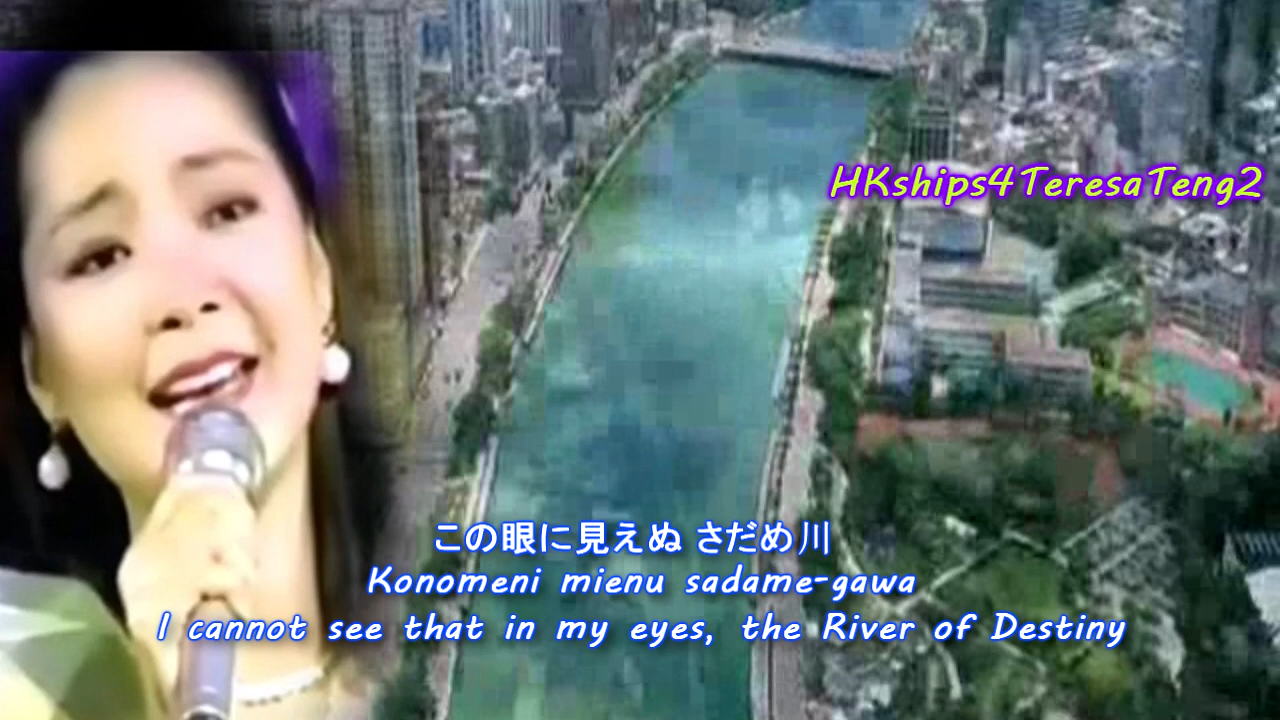 HKships4TeresaTeng2
この眼に見えぬ さだめ川
Konomeni mienu sadame-gawa
I cannot see that in my eyes, the River of Destiny